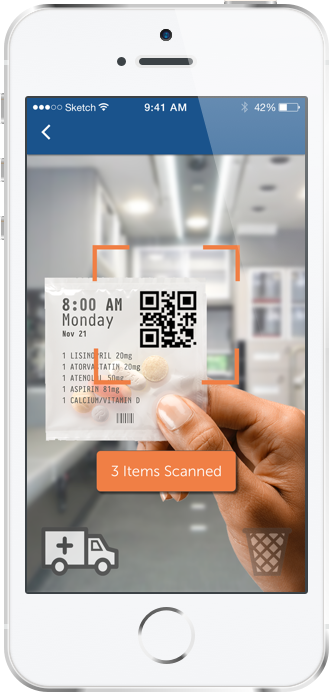 Sketch 9:41 AM 42%
8:00 AM
Monday
Nov 21
1 LISINOPRIL 20mg
1 ATORVASTATIN 20mg
1 ATENOLOL 50mg
1 ASPIRIN 81mg
1 CALCIUM/VITAMIN D
3 Items Scanned